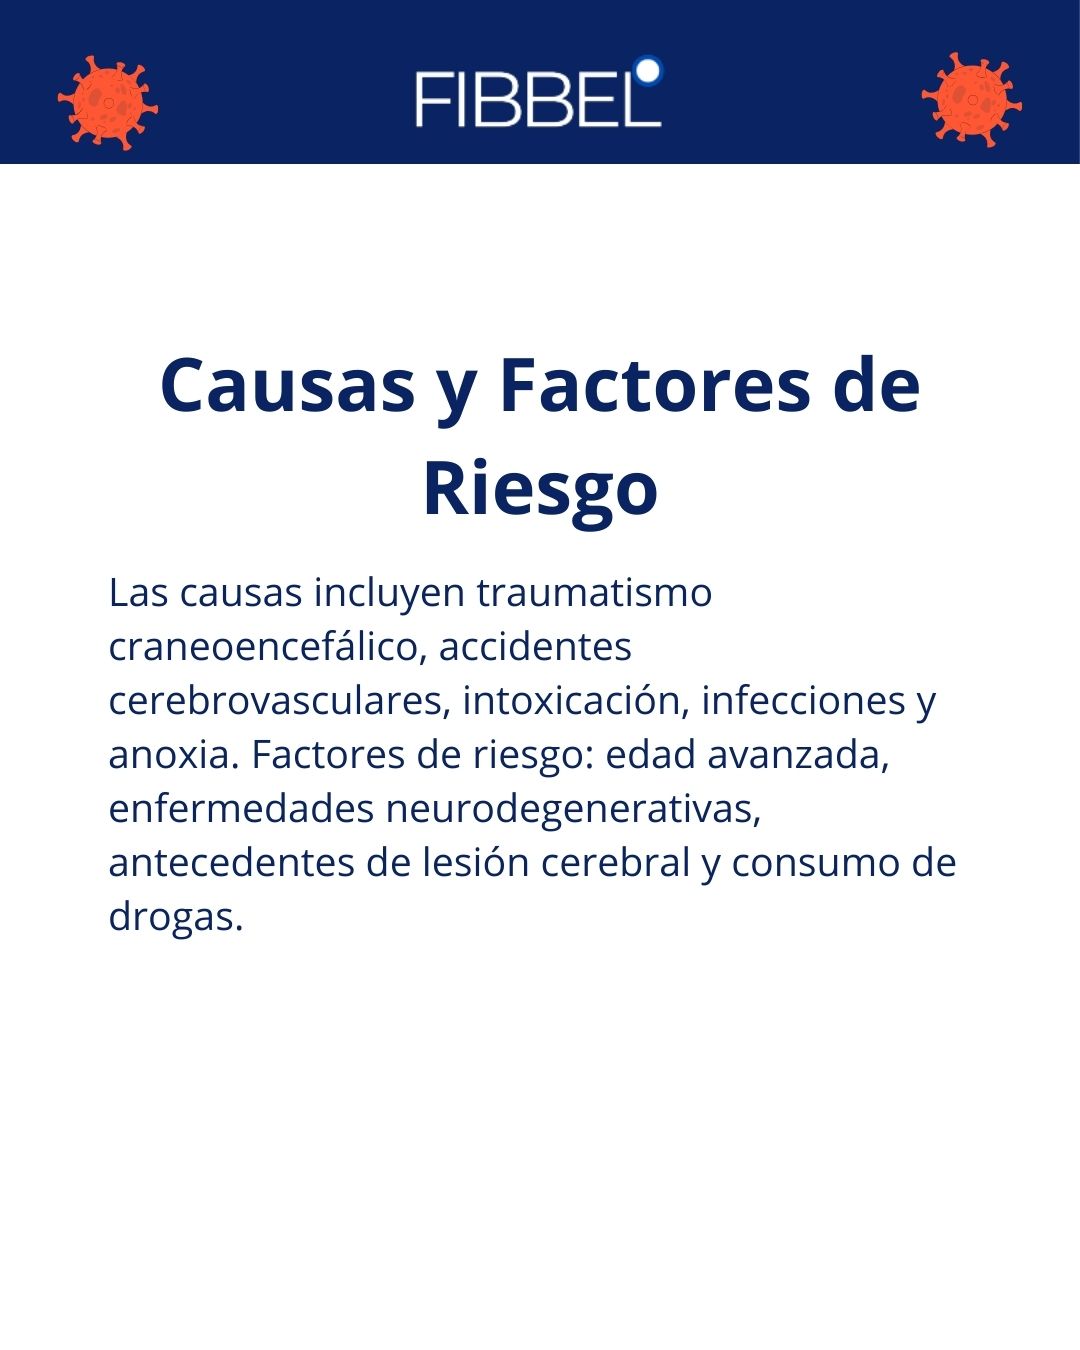 FIBBEL
Causas y Factores de
Riesgo
Las causas incluyen traumatismo
craneoencefálico, accidentes
cerebrovasculares, intoxicación, infecciones y
anoxia. Factores de riesgo: edad avanzada,
enfermedades neurodegenerativas,
antecedentes de lesión cerebral y consumo de
drogas.